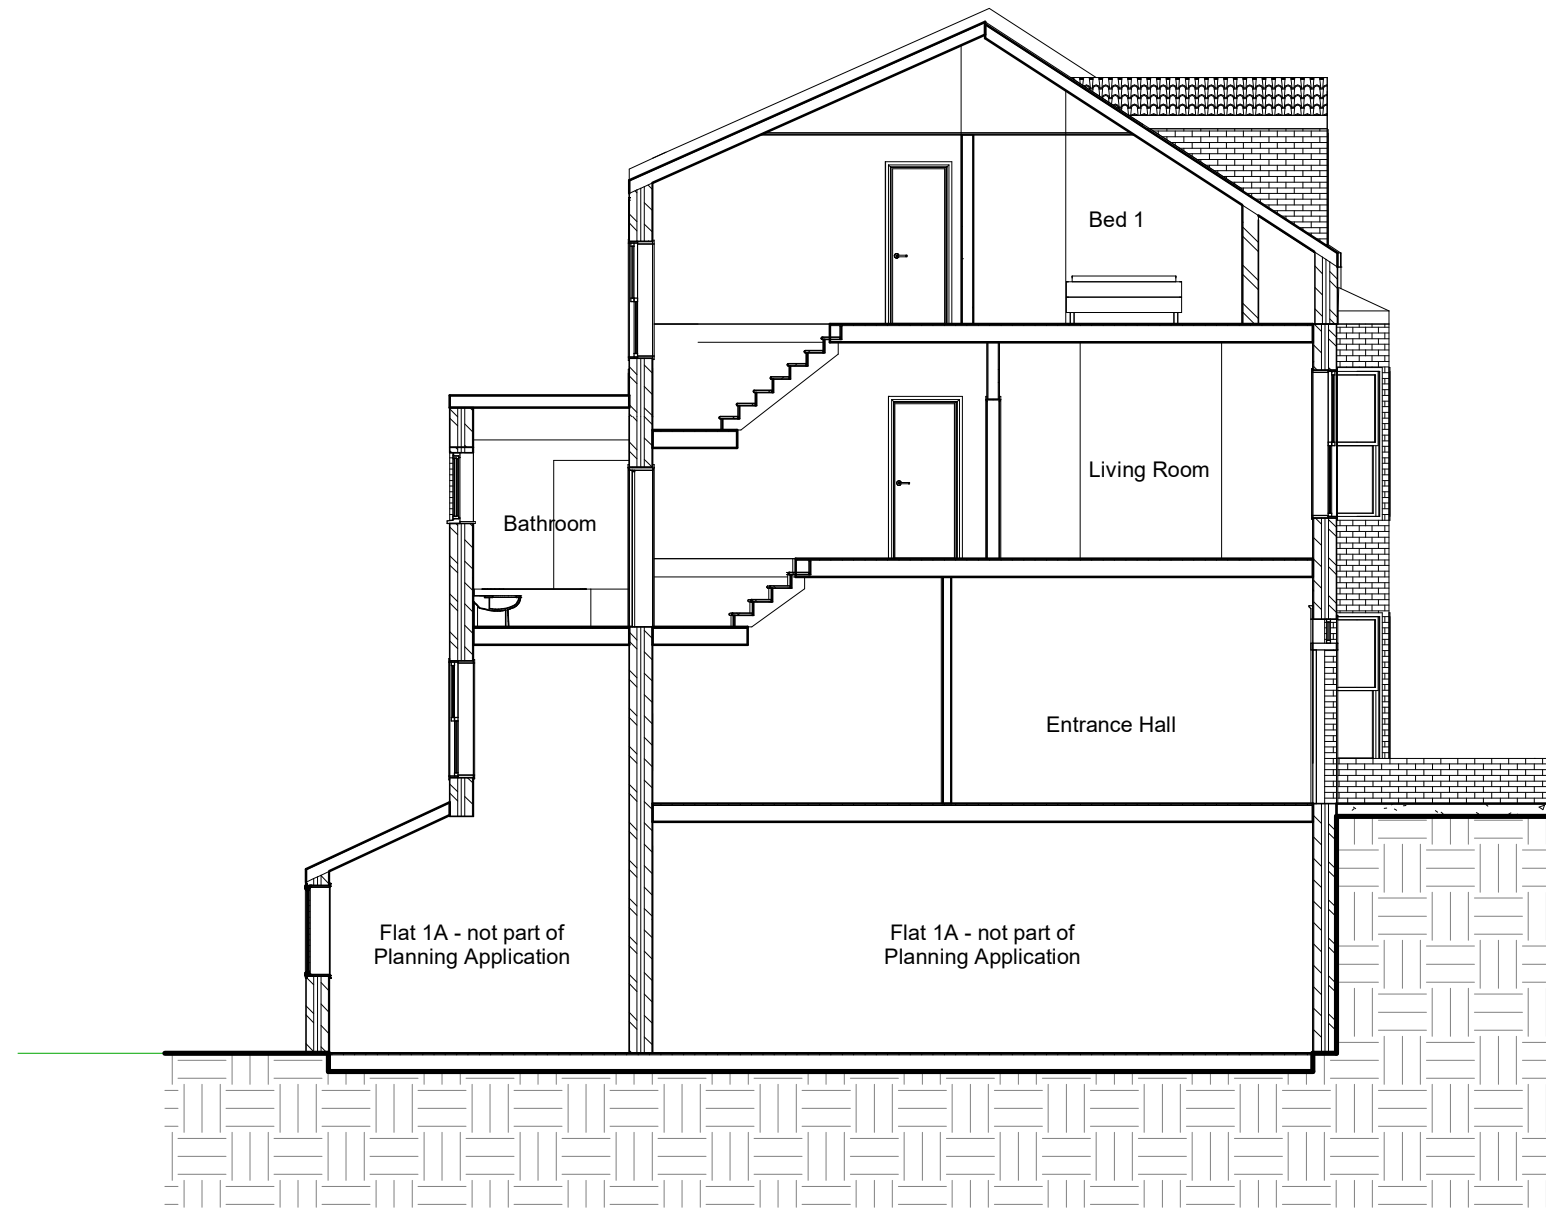 Bed 1
Living Room
Bathroom
Entrance Hall
Flat 1A - not part of
Planning Application
Flat 1A - not part of
Planning Application